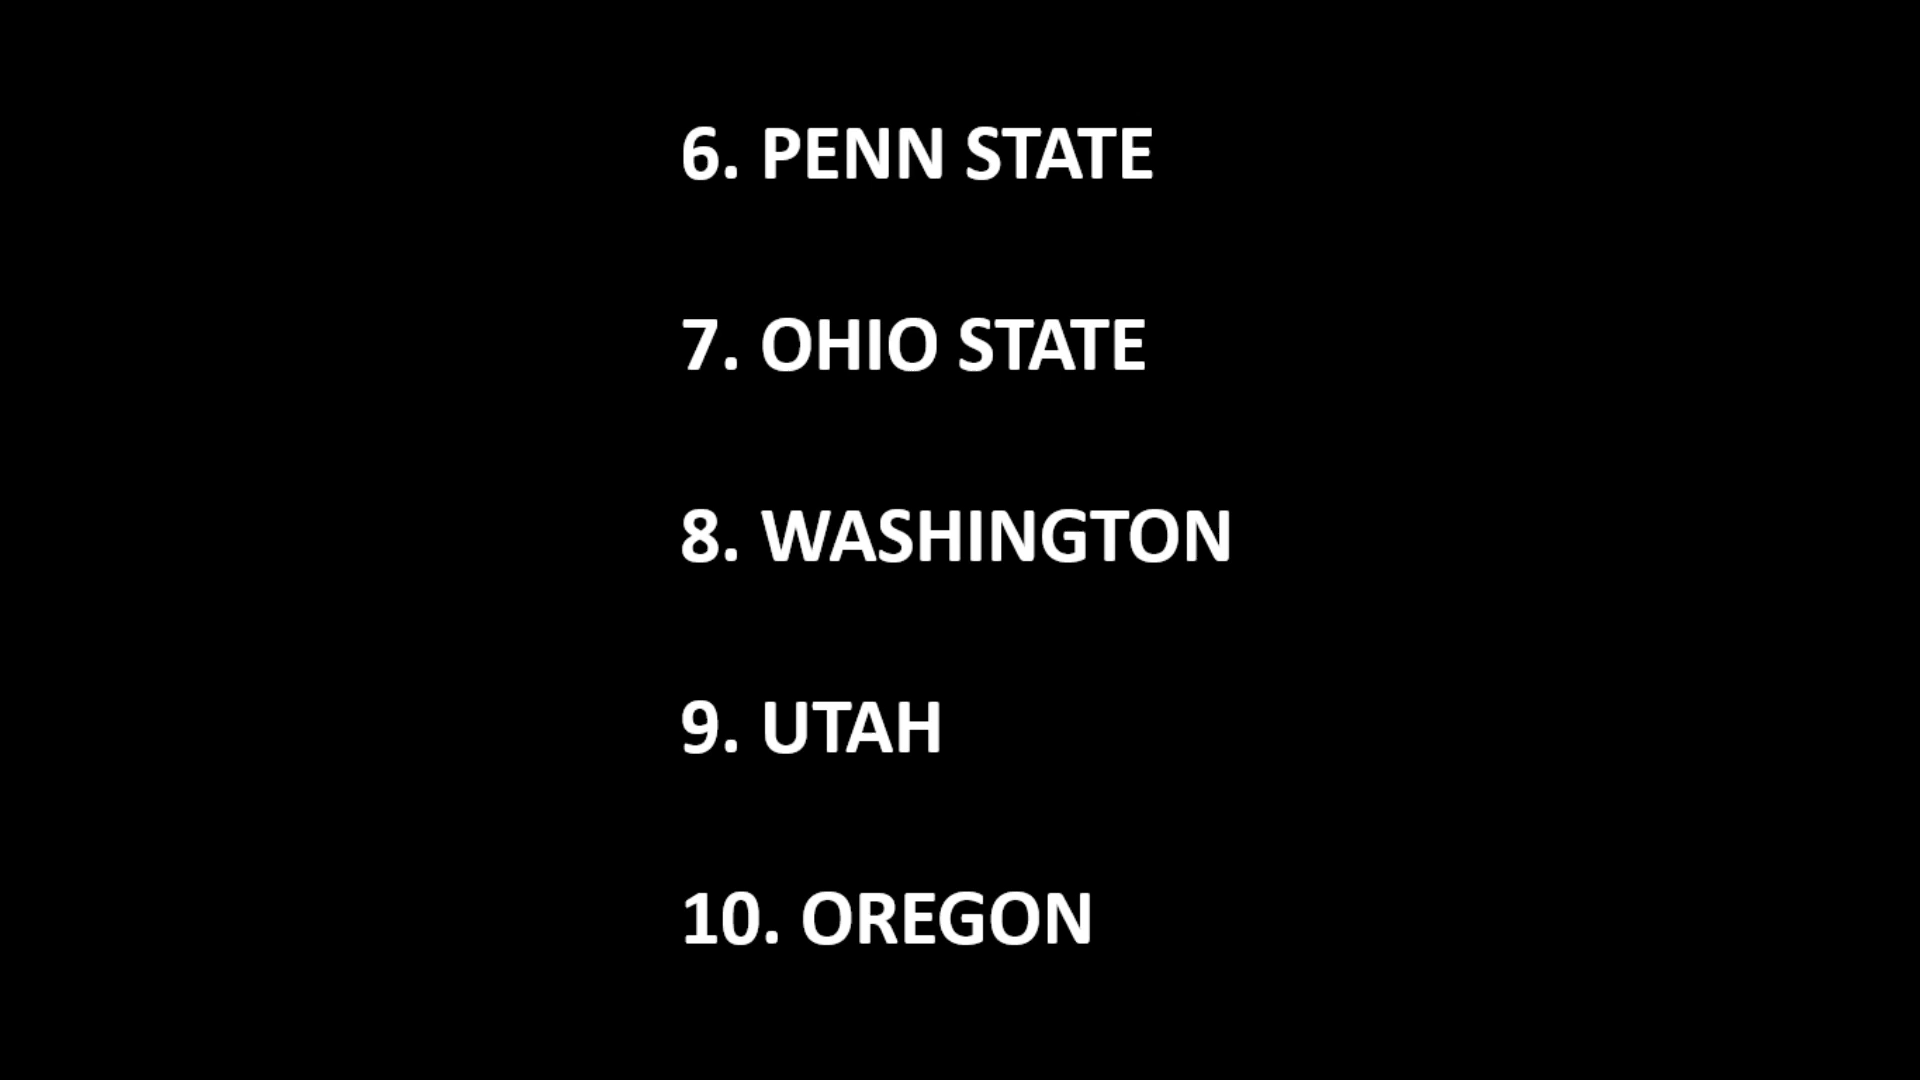 6. PENN STATE
7. OHIO STATE
8. WASHINGTON
9. UTAH
10. OREGON